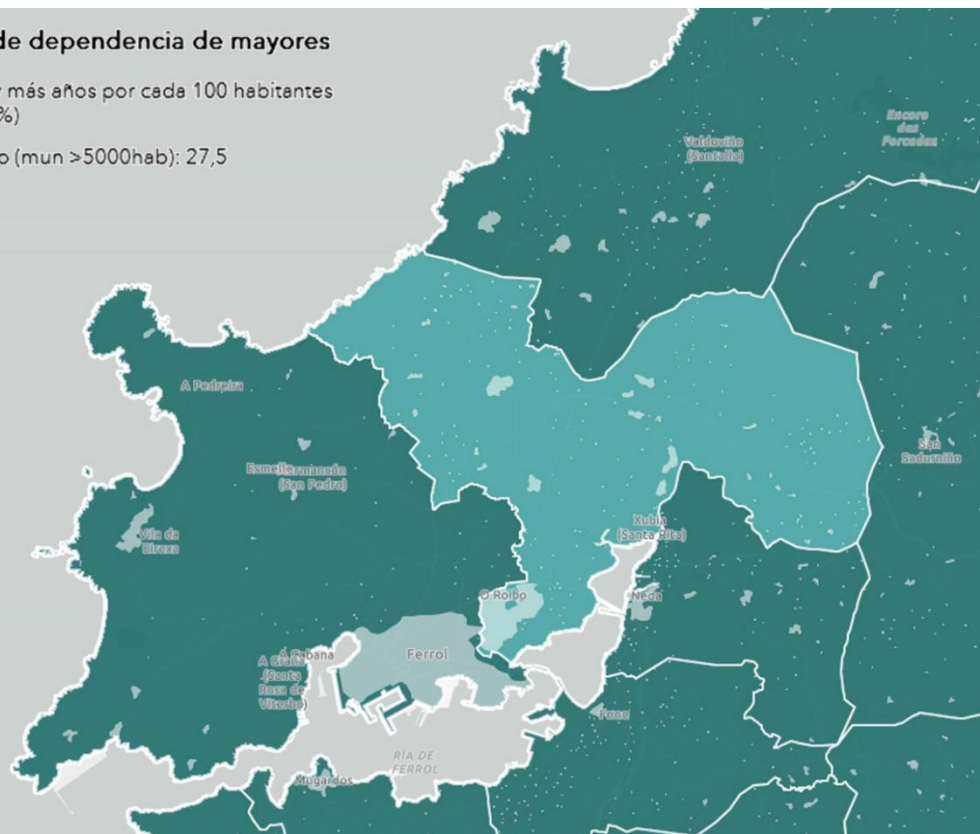 de dependencia de mayores
más años por cada 100 habitantes
%)
o (mun >5000hab): 27,5
Encoro
das
Forcadas
Valdoviño
(Santalla)
A Pedreira
San
Sadurniño
Esmelle
Marmancón
(San Pedro)
Vila da
Eirexa
Xubia
(Santa Rita)
O Roibo
Neda
A Cabana
Ferrol
A Graña
(Santa
Rosa de
Viterbo)
Fene
RÍA DE
FERROL
Mugardos